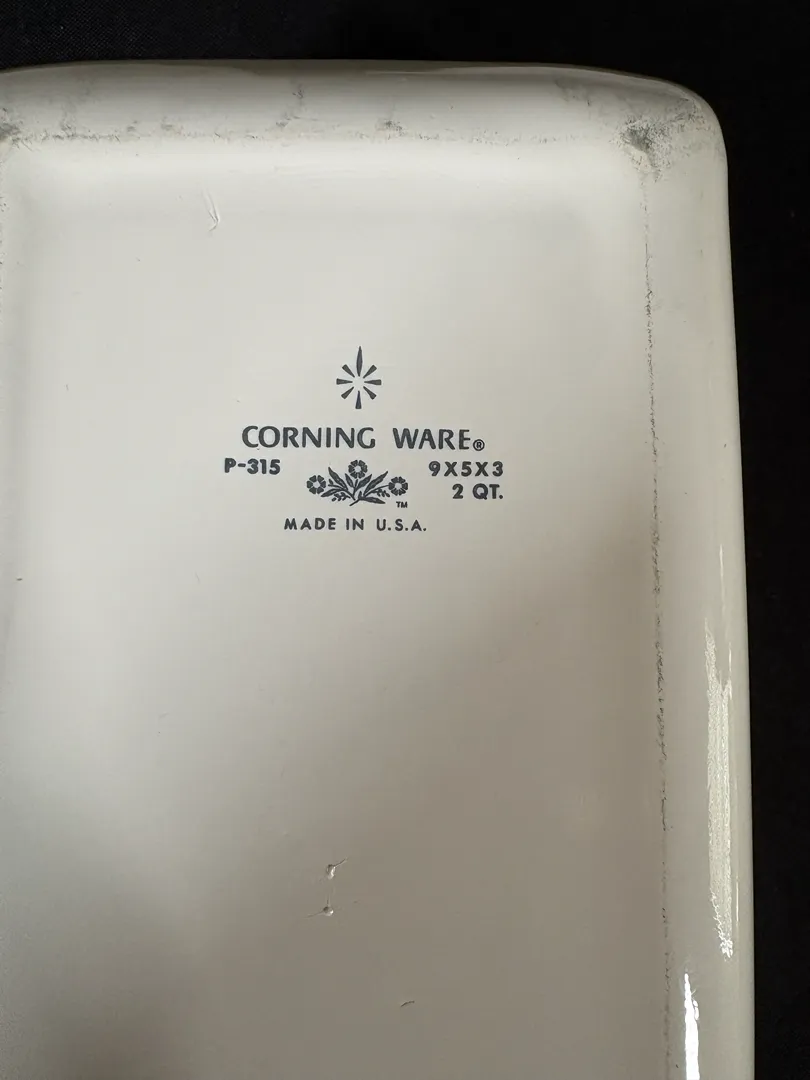 CORNING WARE®
P-315 9X5X3
2 QT.
TM
MADE IN U.S.A.